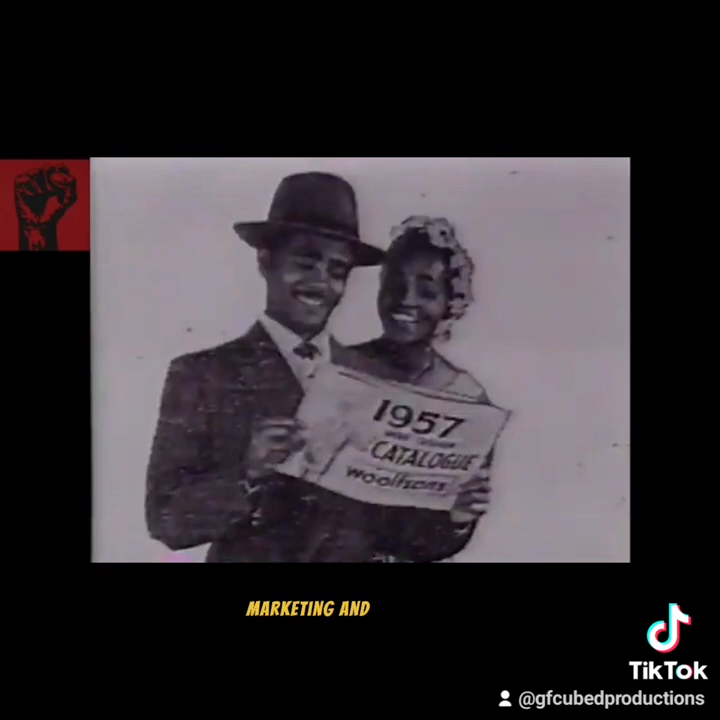 1957
CATALOGUE
woolfsons
MARKETING AND
TikTok
@gfcubedproductions